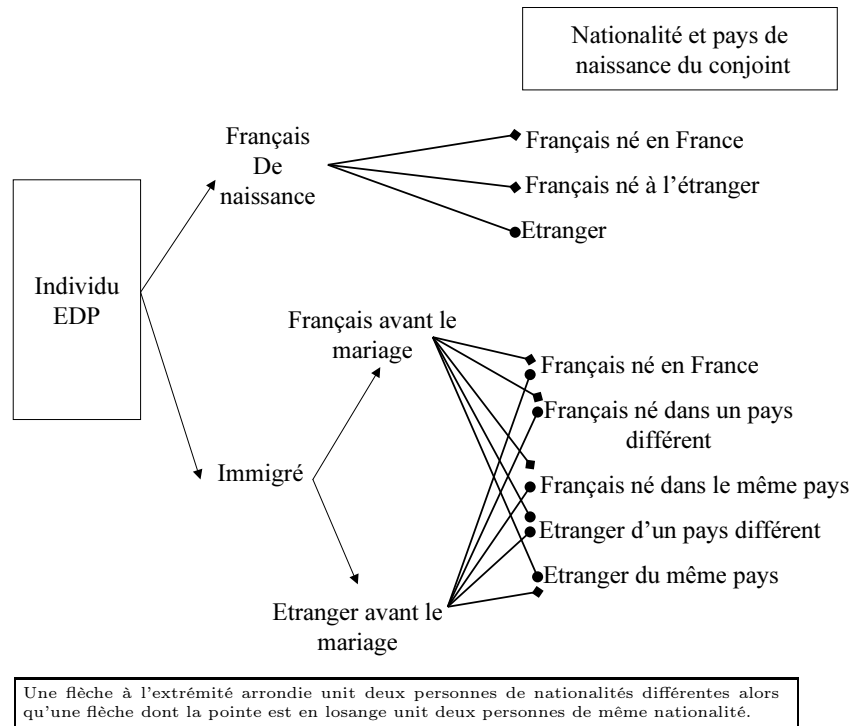 Nationalité et pays de
naissance du conjoint
Français
De
naissance
Français né en France
Français né à l’étranger
Etranger
Individu
EDP
Français avant le
mariage
Français né en France
Français né dans un pays
différent
Immigré
Français né dans le même pays
Etranger d’un pays différent
Etranger du même pays
Etranger avant le
mariage
Une flèche à l’extrémité arrondie unit deux personnes de nationalités différentes alors
qu’une flèche dont la pointe est en losange unit deux personnes de même nationalité.